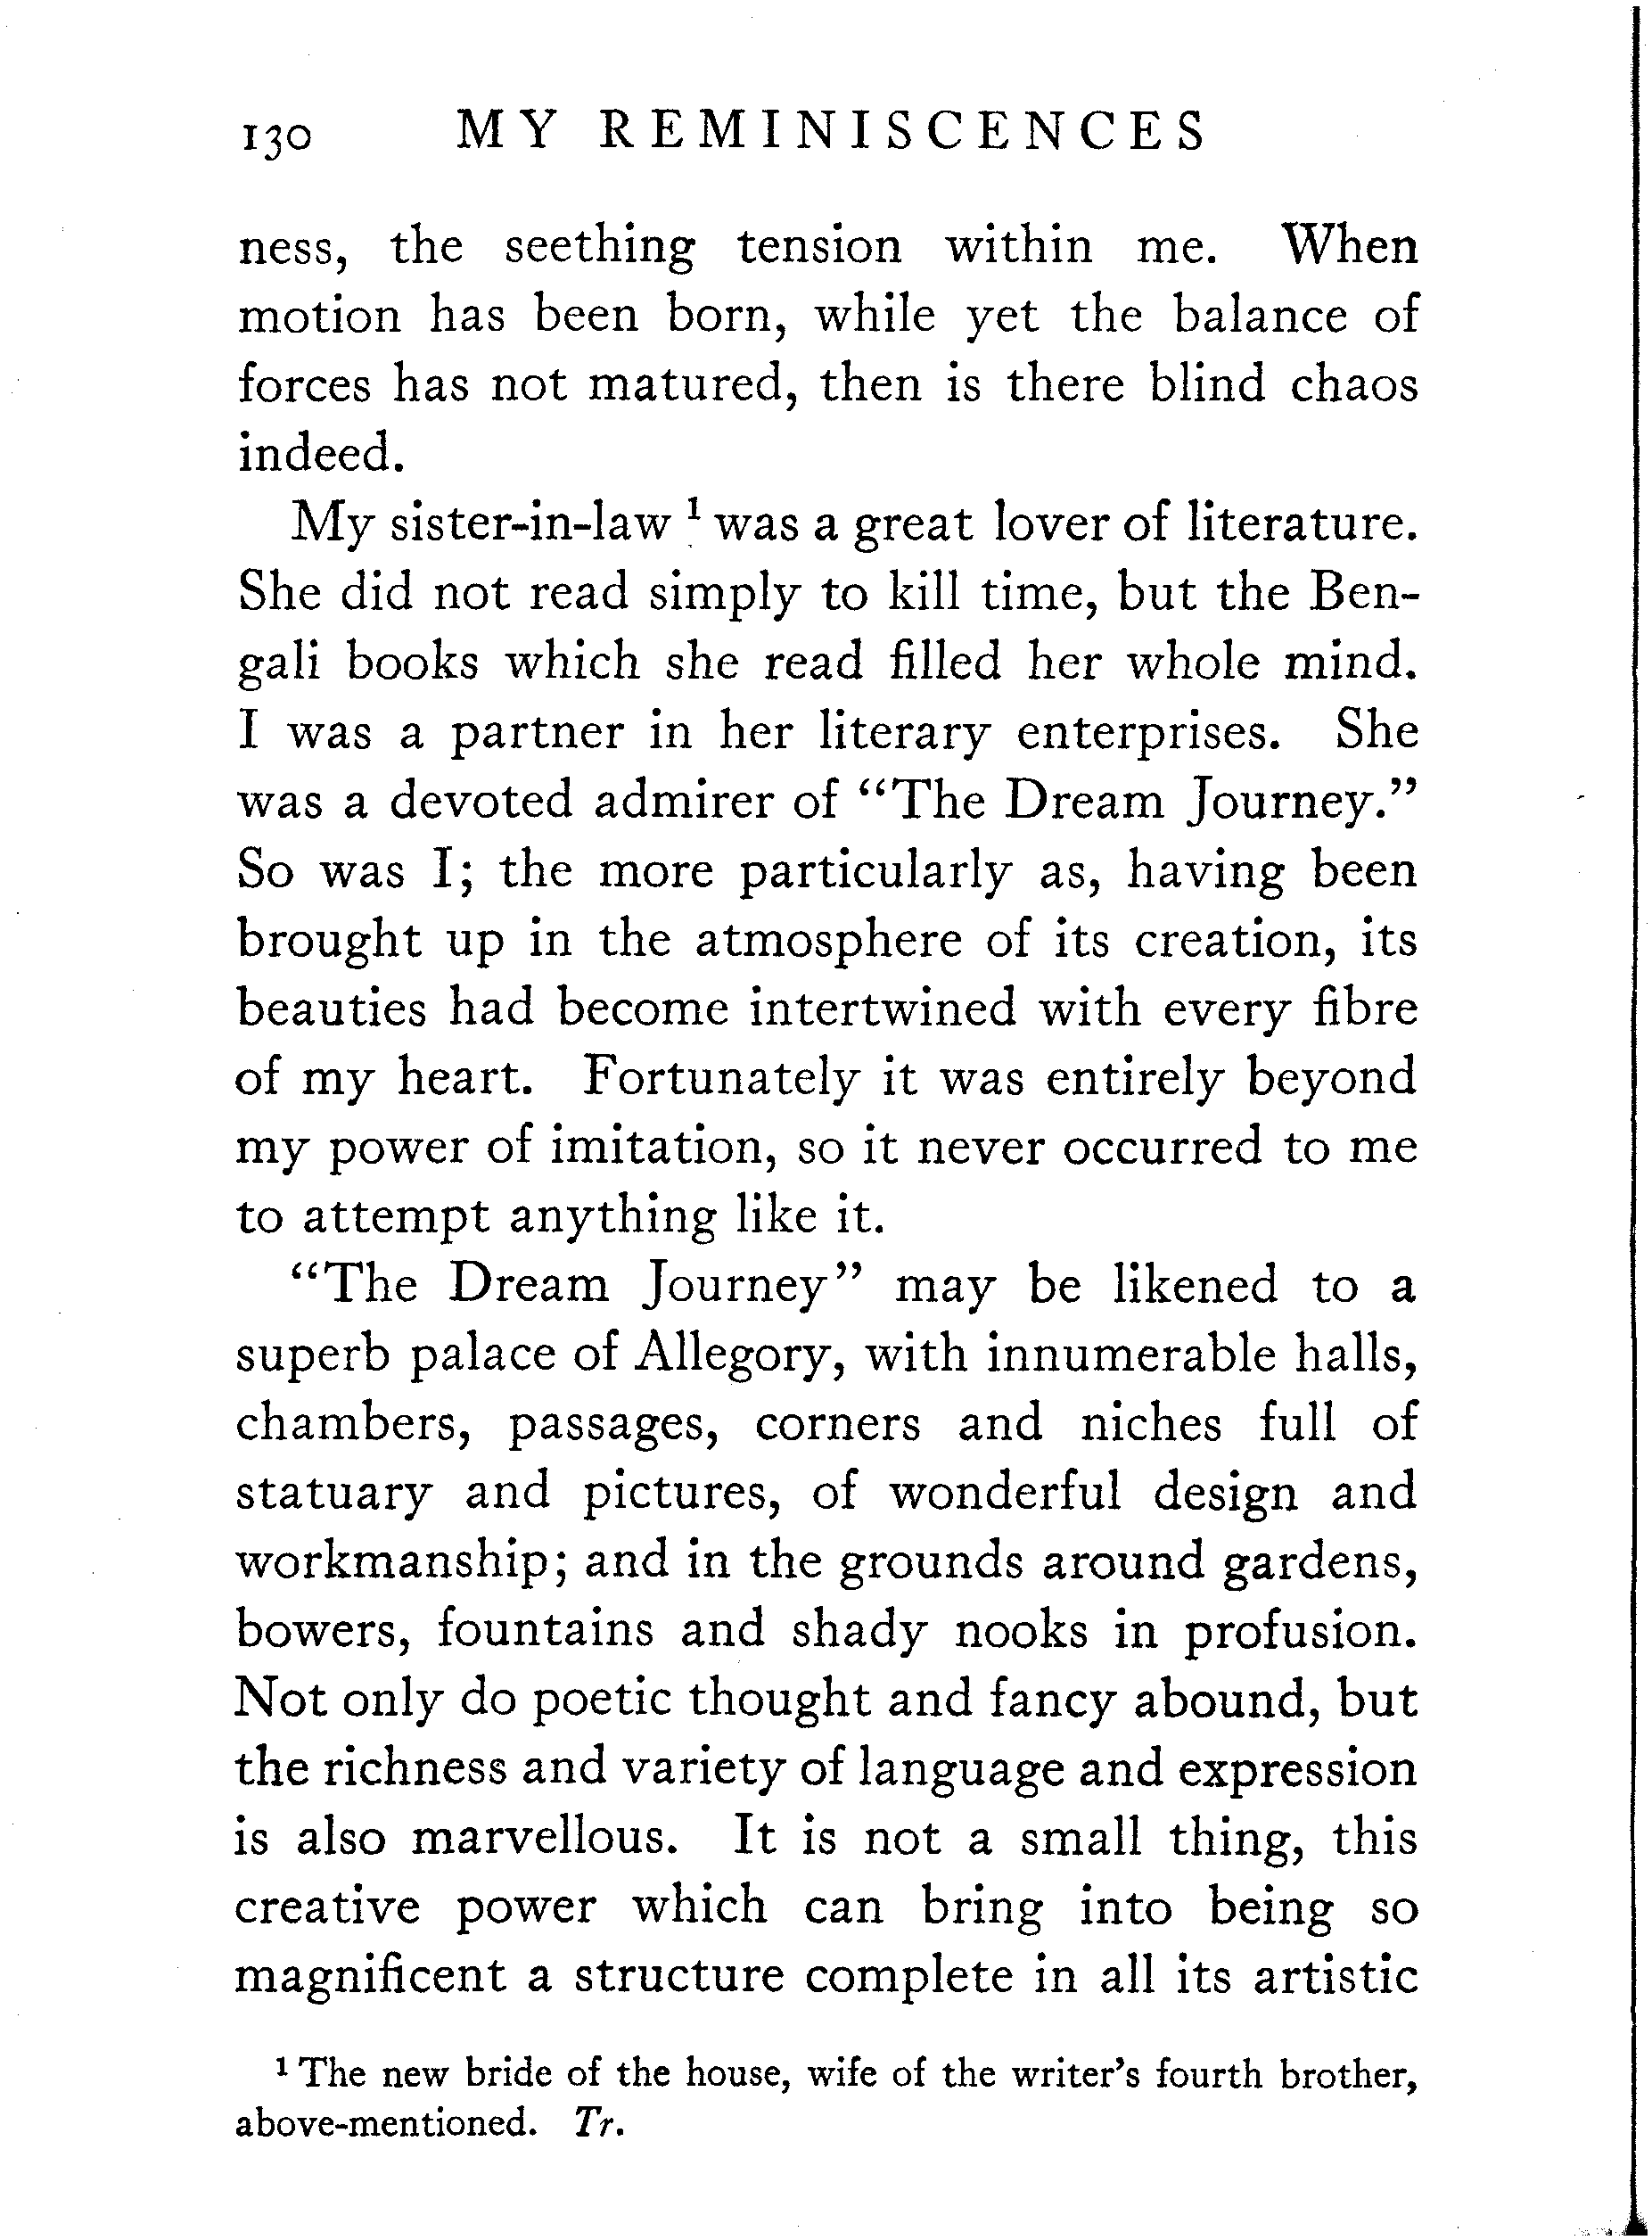 130 MY REMINISCENCES
ness, the seething tension within me. When
motion has been born, while yet the balance of
forces has not matured, then is there blind chaos
indeed.
My sister-in-law ¹ was a great lover of literature.
She did not read simply to kill time, but the Ben-
gali books which she read filled her whole mind.
I was a partner in her literary enterprises. She
was a devoted admirer of “The Dream Journey.”
So was I; the more particularly as, having been
brought up in the atmosphere of its creation, its
beauties had become intertwined with every fibre
of my heart. Fortunately it was entirely beyond
my power of imitation, so it never occurred to me
to attempt anything like it.
“The Dream Journey” may be likened to a
superb palace of Allegory, with innumerable halls,
chambers, passages, corners and niches full of
statuary and pictures, of wonderful design and
workmanship; and in the grounds around gardens,
bowers, fountains and shady nooks in profusion.
Not only do poetic thought and fancy abound, but
the richness and variety of language and expression
is also marvellous. It is not a small thing, this
creative power which can bring into being so
magnificent a structure complete in all its artistic
¹ The new bride of the house, wife of the writer’s fourth brother,
above-mentioned. Tr.